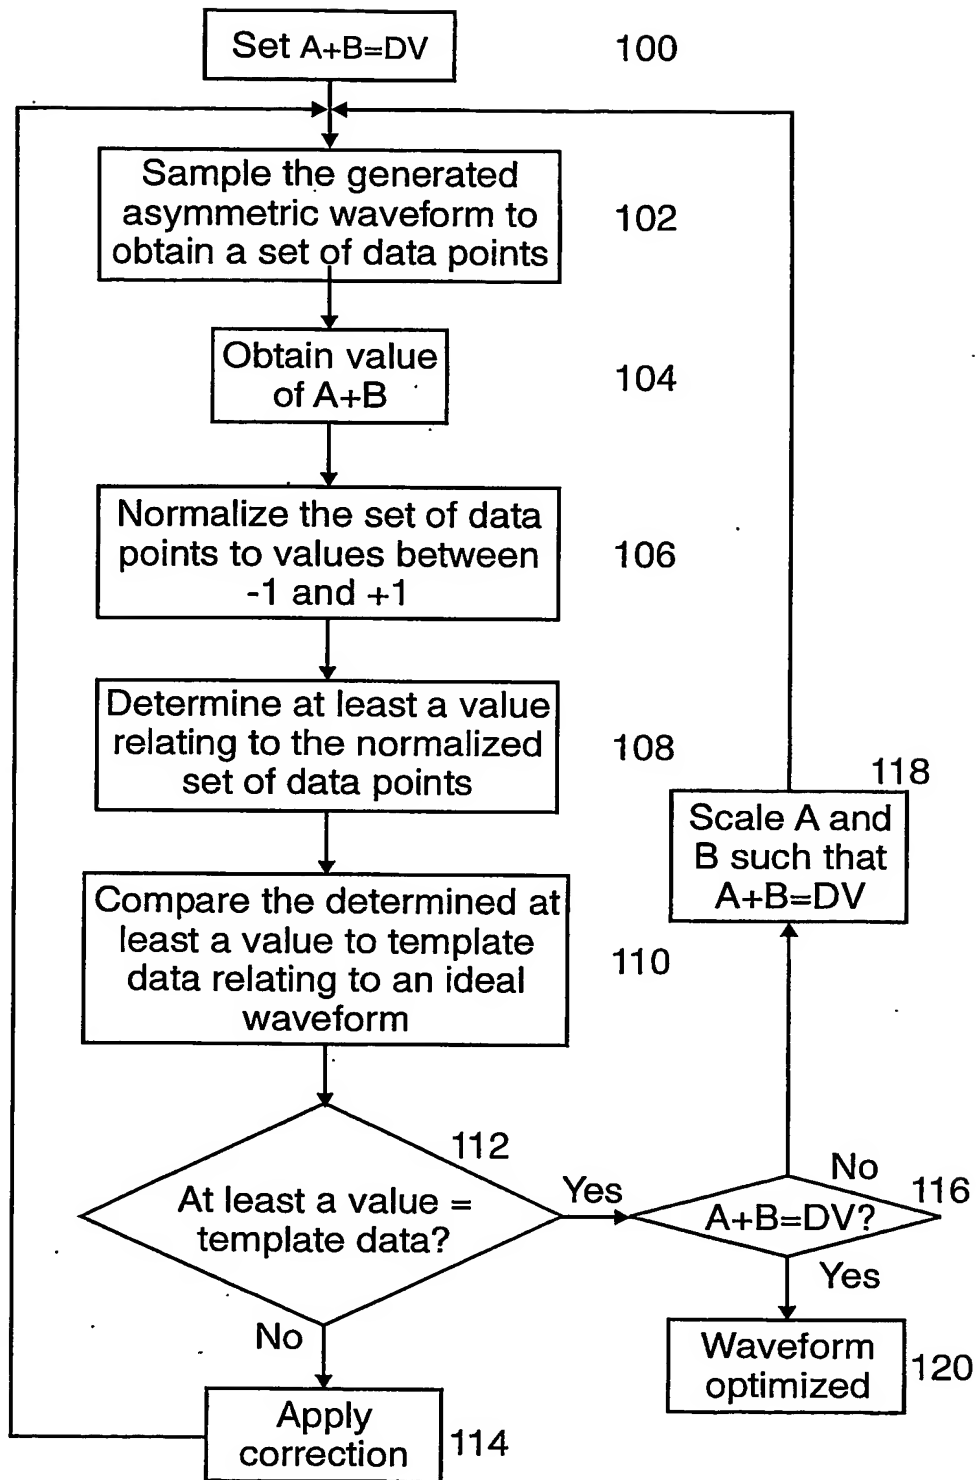 Set A+B=DV
100
Sample the generated
asymmetric waveform to
obtain a set of data points
102
Obtain value
of A+B
104
Normalize the set of data
points to values between
-1 and +1
106
Determine at least a value
relating to the normalized
set of data points
108
118
Scale A and
B such that
A+B=DV
Compare the determined at
least a value to template
data relating to an ideal
waveform
110
112
At least a value =
template data?
Yes
No
116
A+B=DV?
Yes
No
Waveform
optimized
120
Apply
correction
114